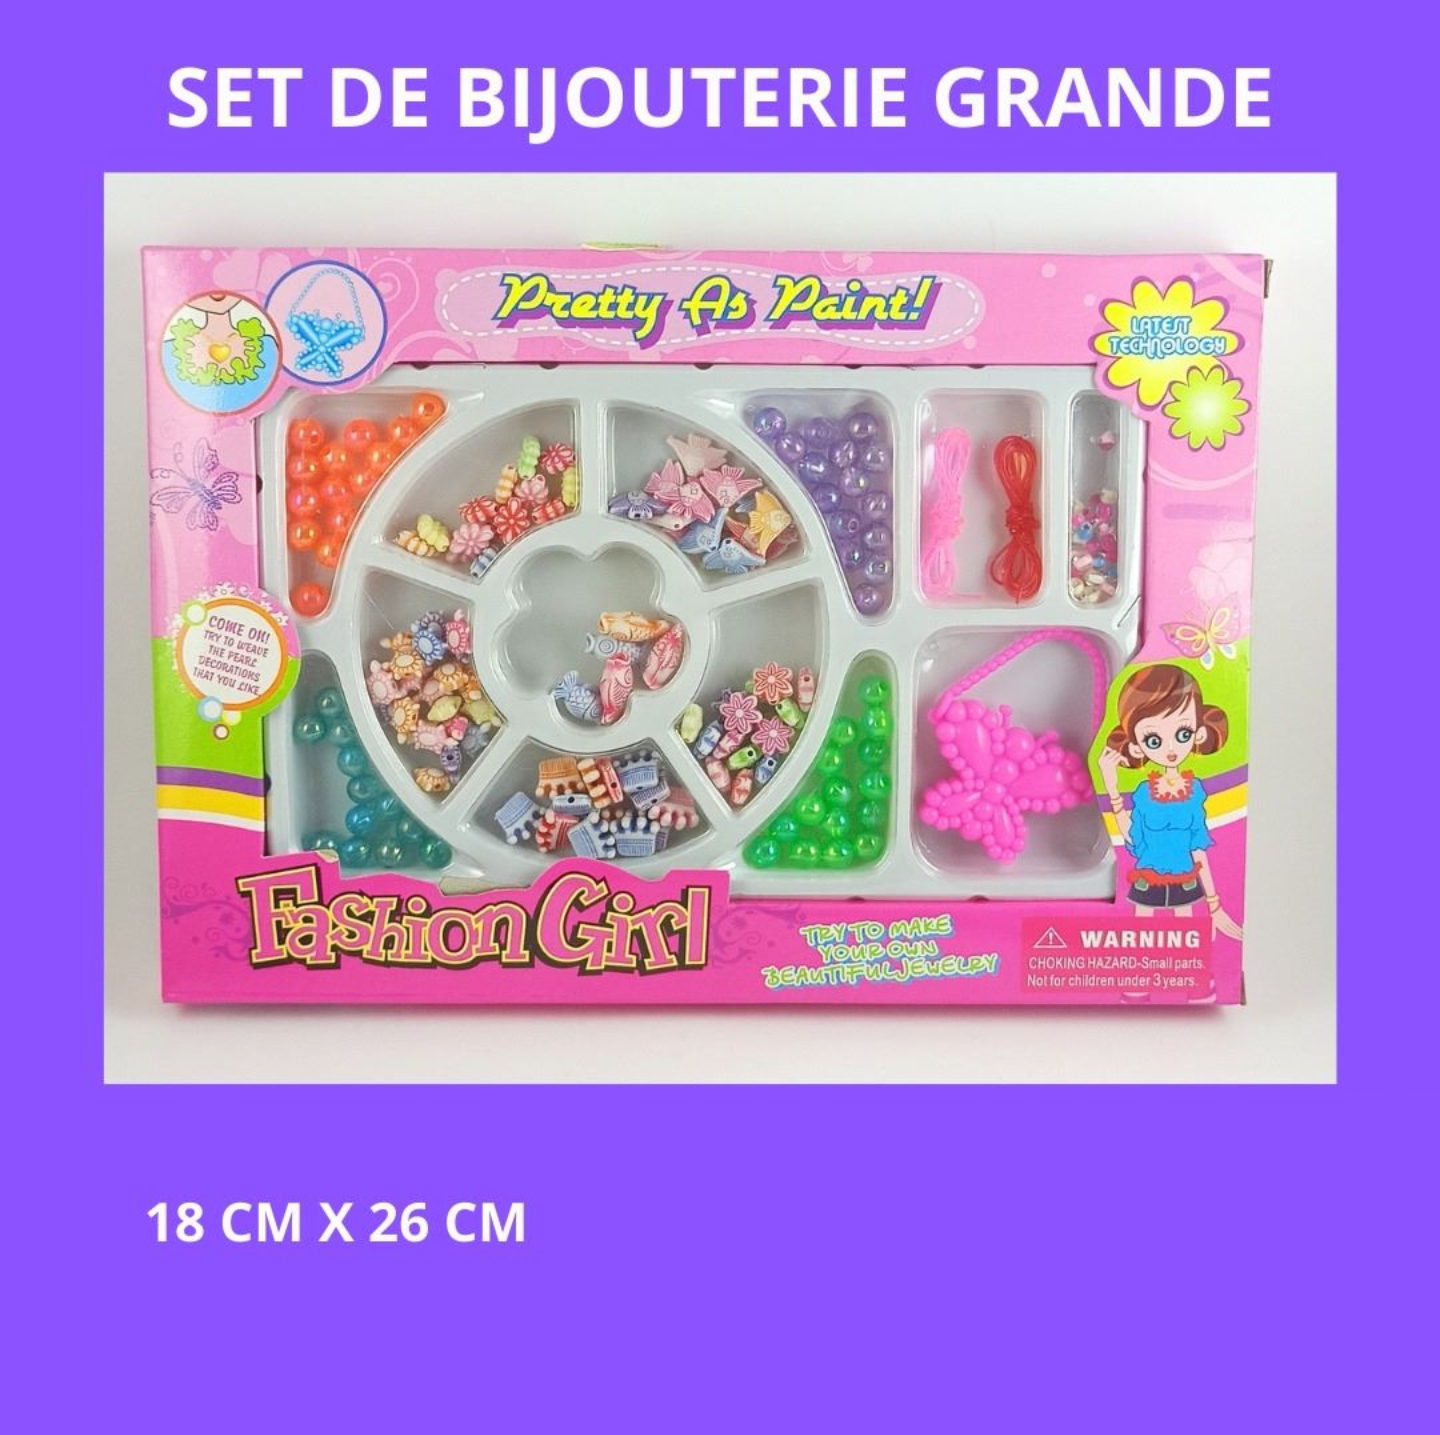 SET DE BIJOUTERIE GRANDE
Pretty As Paint!
LATEST
TECHNOLOGY
COME ON!
TRY TO WEAVE
THE PEARL
DECORATIONS
THAT YOU LIKE
Fashion Girl
TRY TO MAKE
YOUR OWN
BEAUTIFUL JEWELRY
WARNING
CHOKING HAZARD-Small parts.
Not for children under 3 years.
18 CM X 26 CM